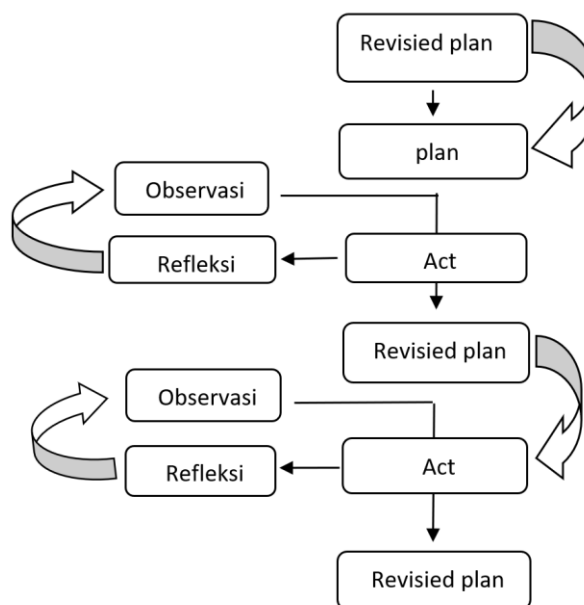 Revisied plan
plan
Observasi
Refleksi
Act
Revisied plan
Observasi
Refleksi
Act
Revisied plan